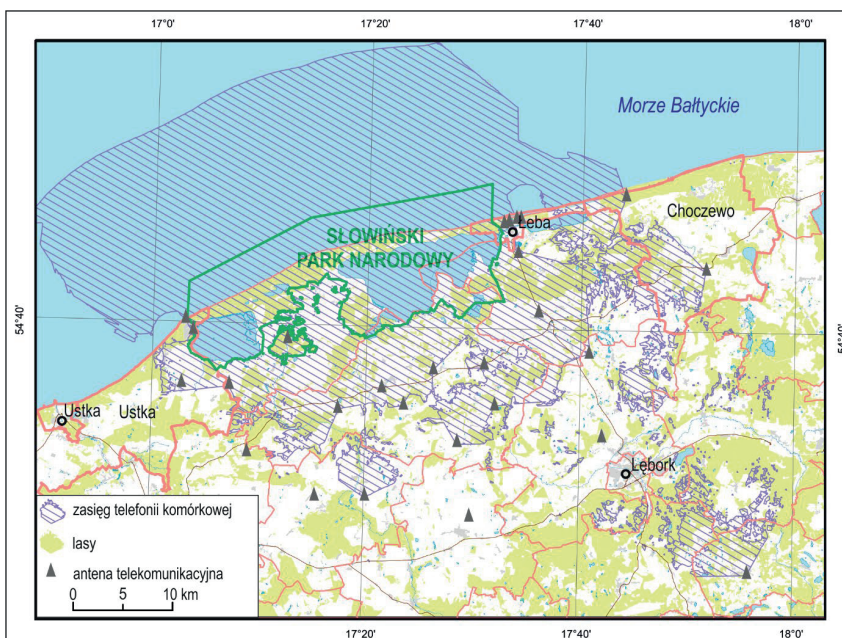 17°0'
17°20'
17°40'
18°0'
Morze Bałtyckie
Choczewo
Łeba
SŁOWIŃSKI
PARK NARODOWY
54°40'
54°40'
Ustka
Ustka
Lębork
zasięg telefonii komórkowej
lasy
antena telekomunikacyjna
0 5 10 km
17°20'
17°40'
18°0'